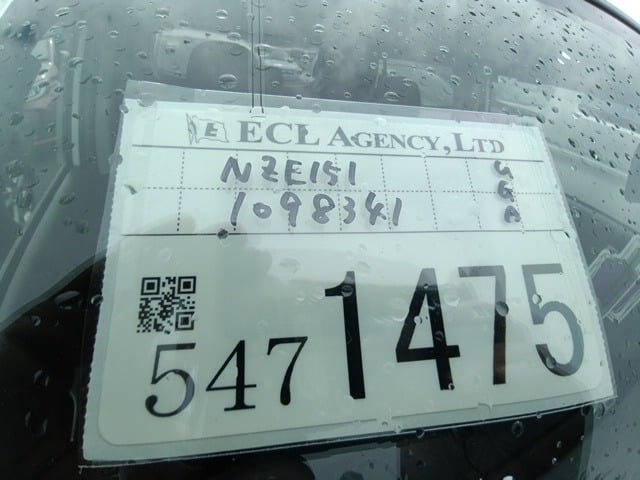 E ECL AGENCY, LTD
NZE151
1098341
G
G
A
547 1475